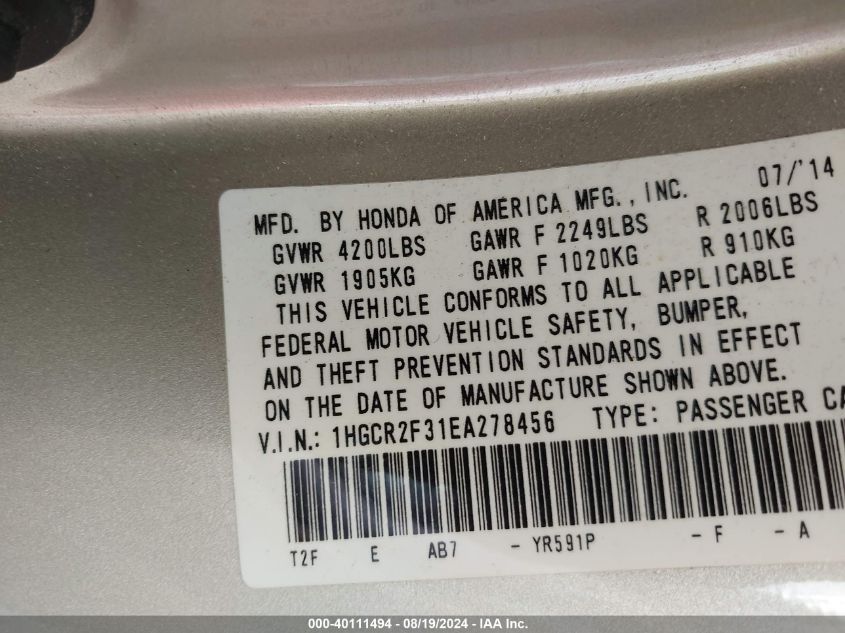 MFD. BY HONDA OF AMERICA MFG., INC. 07/'14
GVWR 4200LBS GAWR F 2249LBS R 2006LBS
GVWR 1905KG GAWR F 1020KG R 910KG
THIS VEHICLE CONFORMS TO ALL APPLICABLE
FEDERAL MOTOR VEHICLE SAFETY, BUMPER,
AND THEFT PREVENTION STANDARDS IN EFFECT
ON THE DATE OF MANUFACTURE SHOWN ABOVE.
V.I.N.: 1HGCR2F31EA278456 TYPE: PASSENGER CA
T2F E AB7 - YR591P - F - A
000-40111494 - 08/19/2024 - IAA Inc.